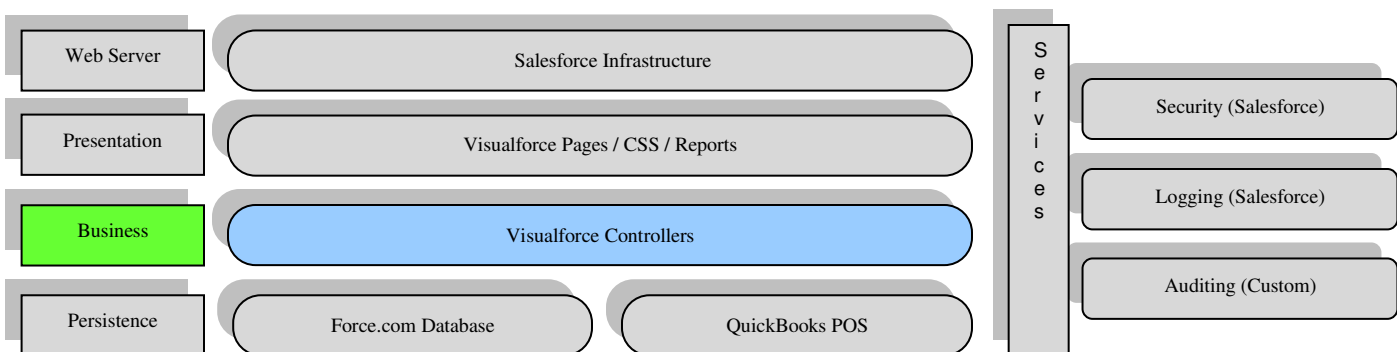 Web Server
Salesforce Infrastructure
Presentation
Visualforce Pages / CSS / Reports
Business
Visualforce Controllers
Persistence
Force.com Database
QuickBooks POS
Services
Security (Salesforce)
Logging (Salesforce)
Auditing (Custom)